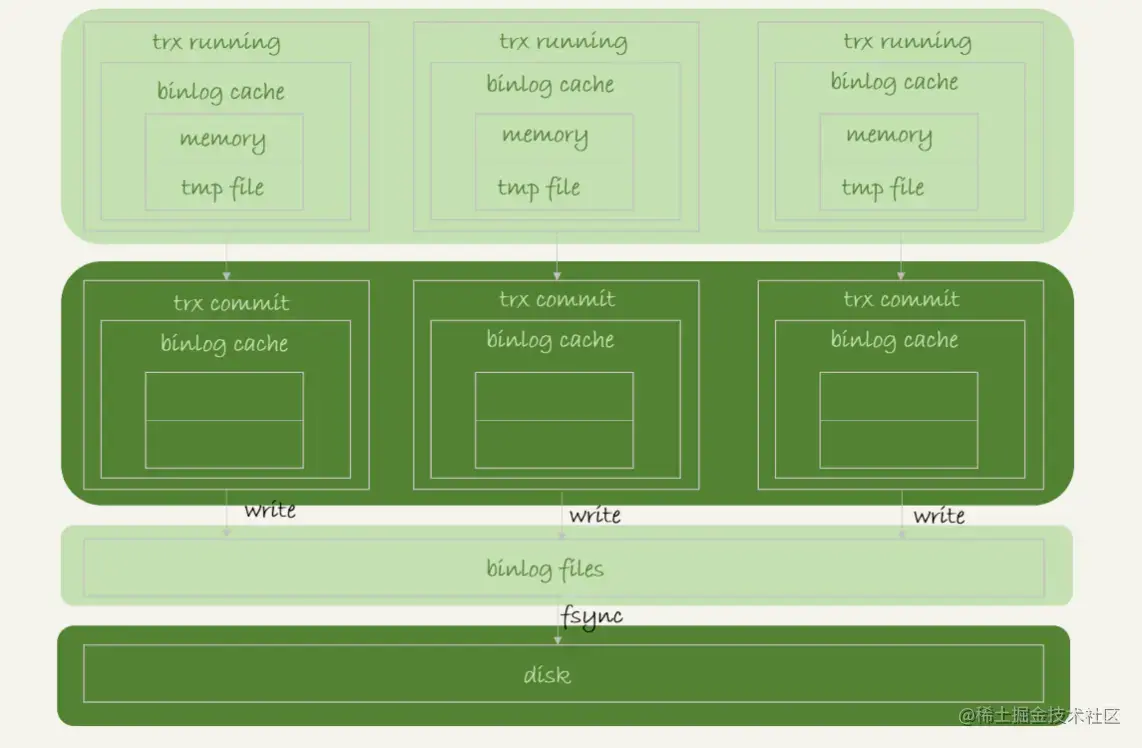 trx running trx running trx running
binlog cache binlog cache binlog cache
memory memory memory
tmp file tmp file tmp file
trx commit trx commit trx commit
binlog cache binlog cache binlog cache
write write write
binlog files
fsync
disk
@稀土掘金技术社区